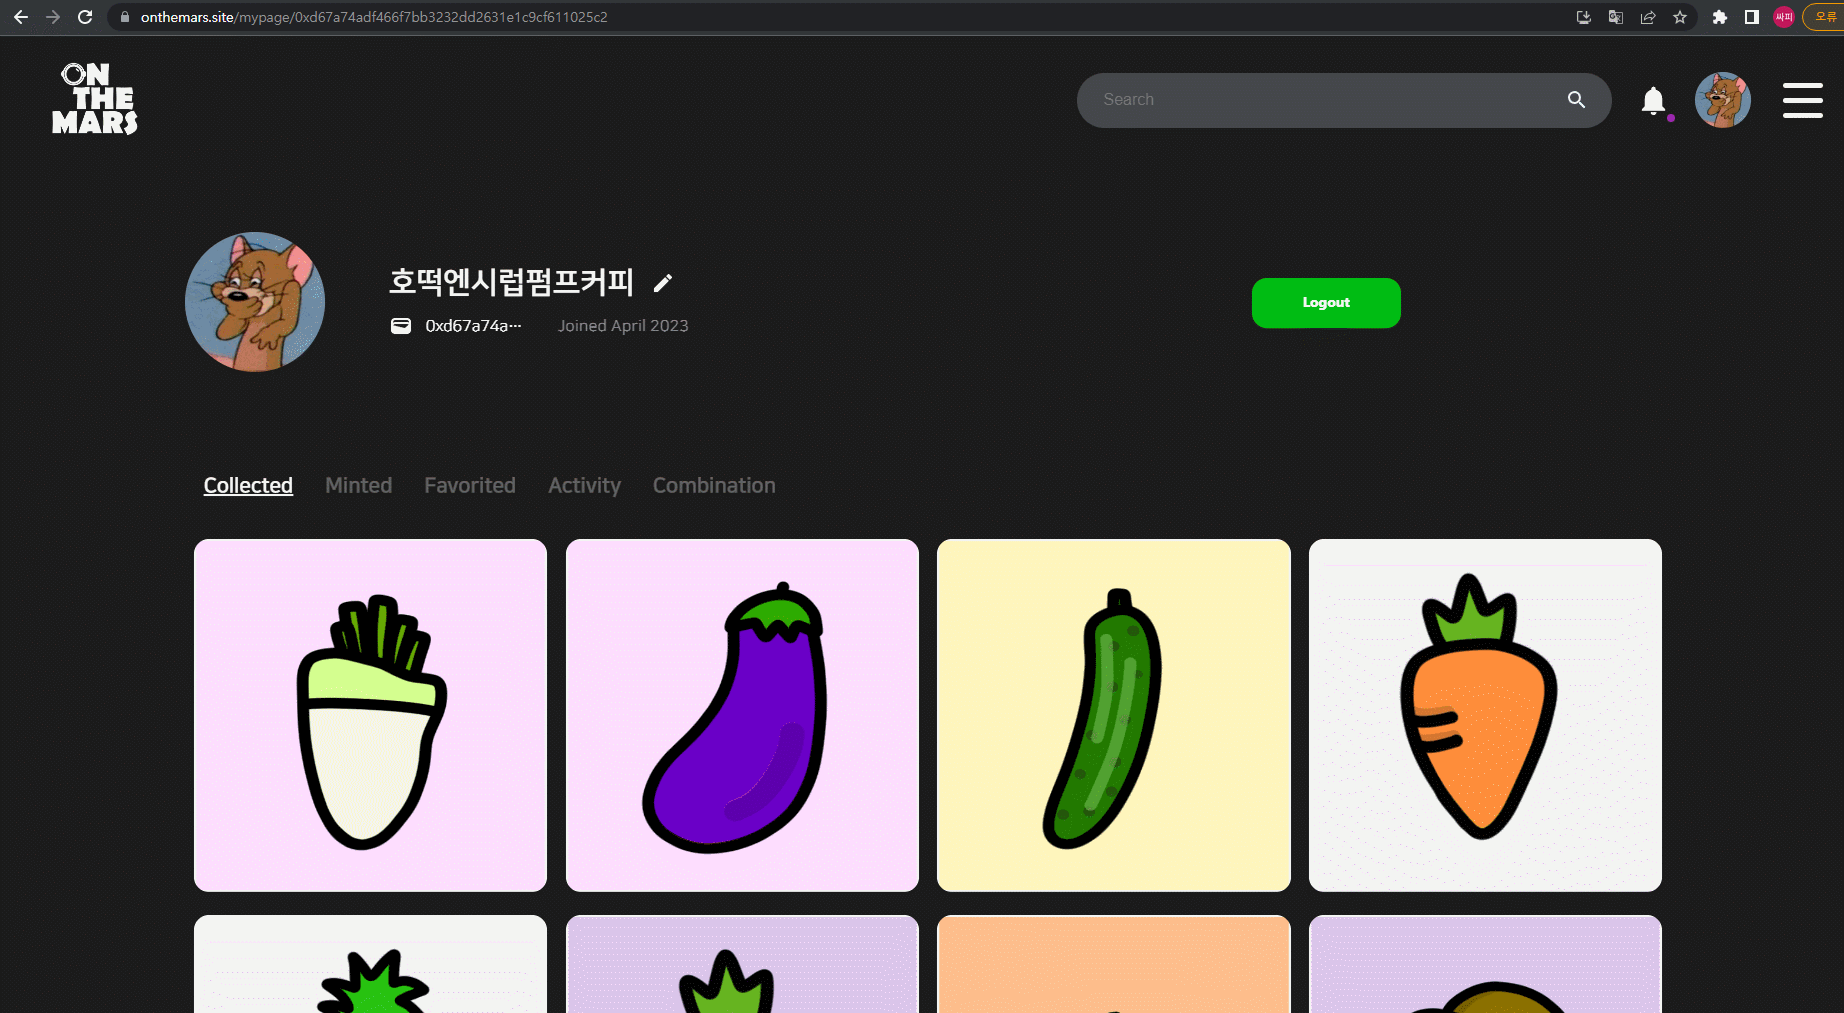 onthemars.site/mypage/0xd67a74adf466f7bb3232dd2631e1c9cf611025c2
싸피
오류
ON
THE
MARS
Search
호떡엔시럽펌프커피
0xd67a74a···
Joined April 2023
Logout
Collected
Minted
Favorited
Activity
Combination